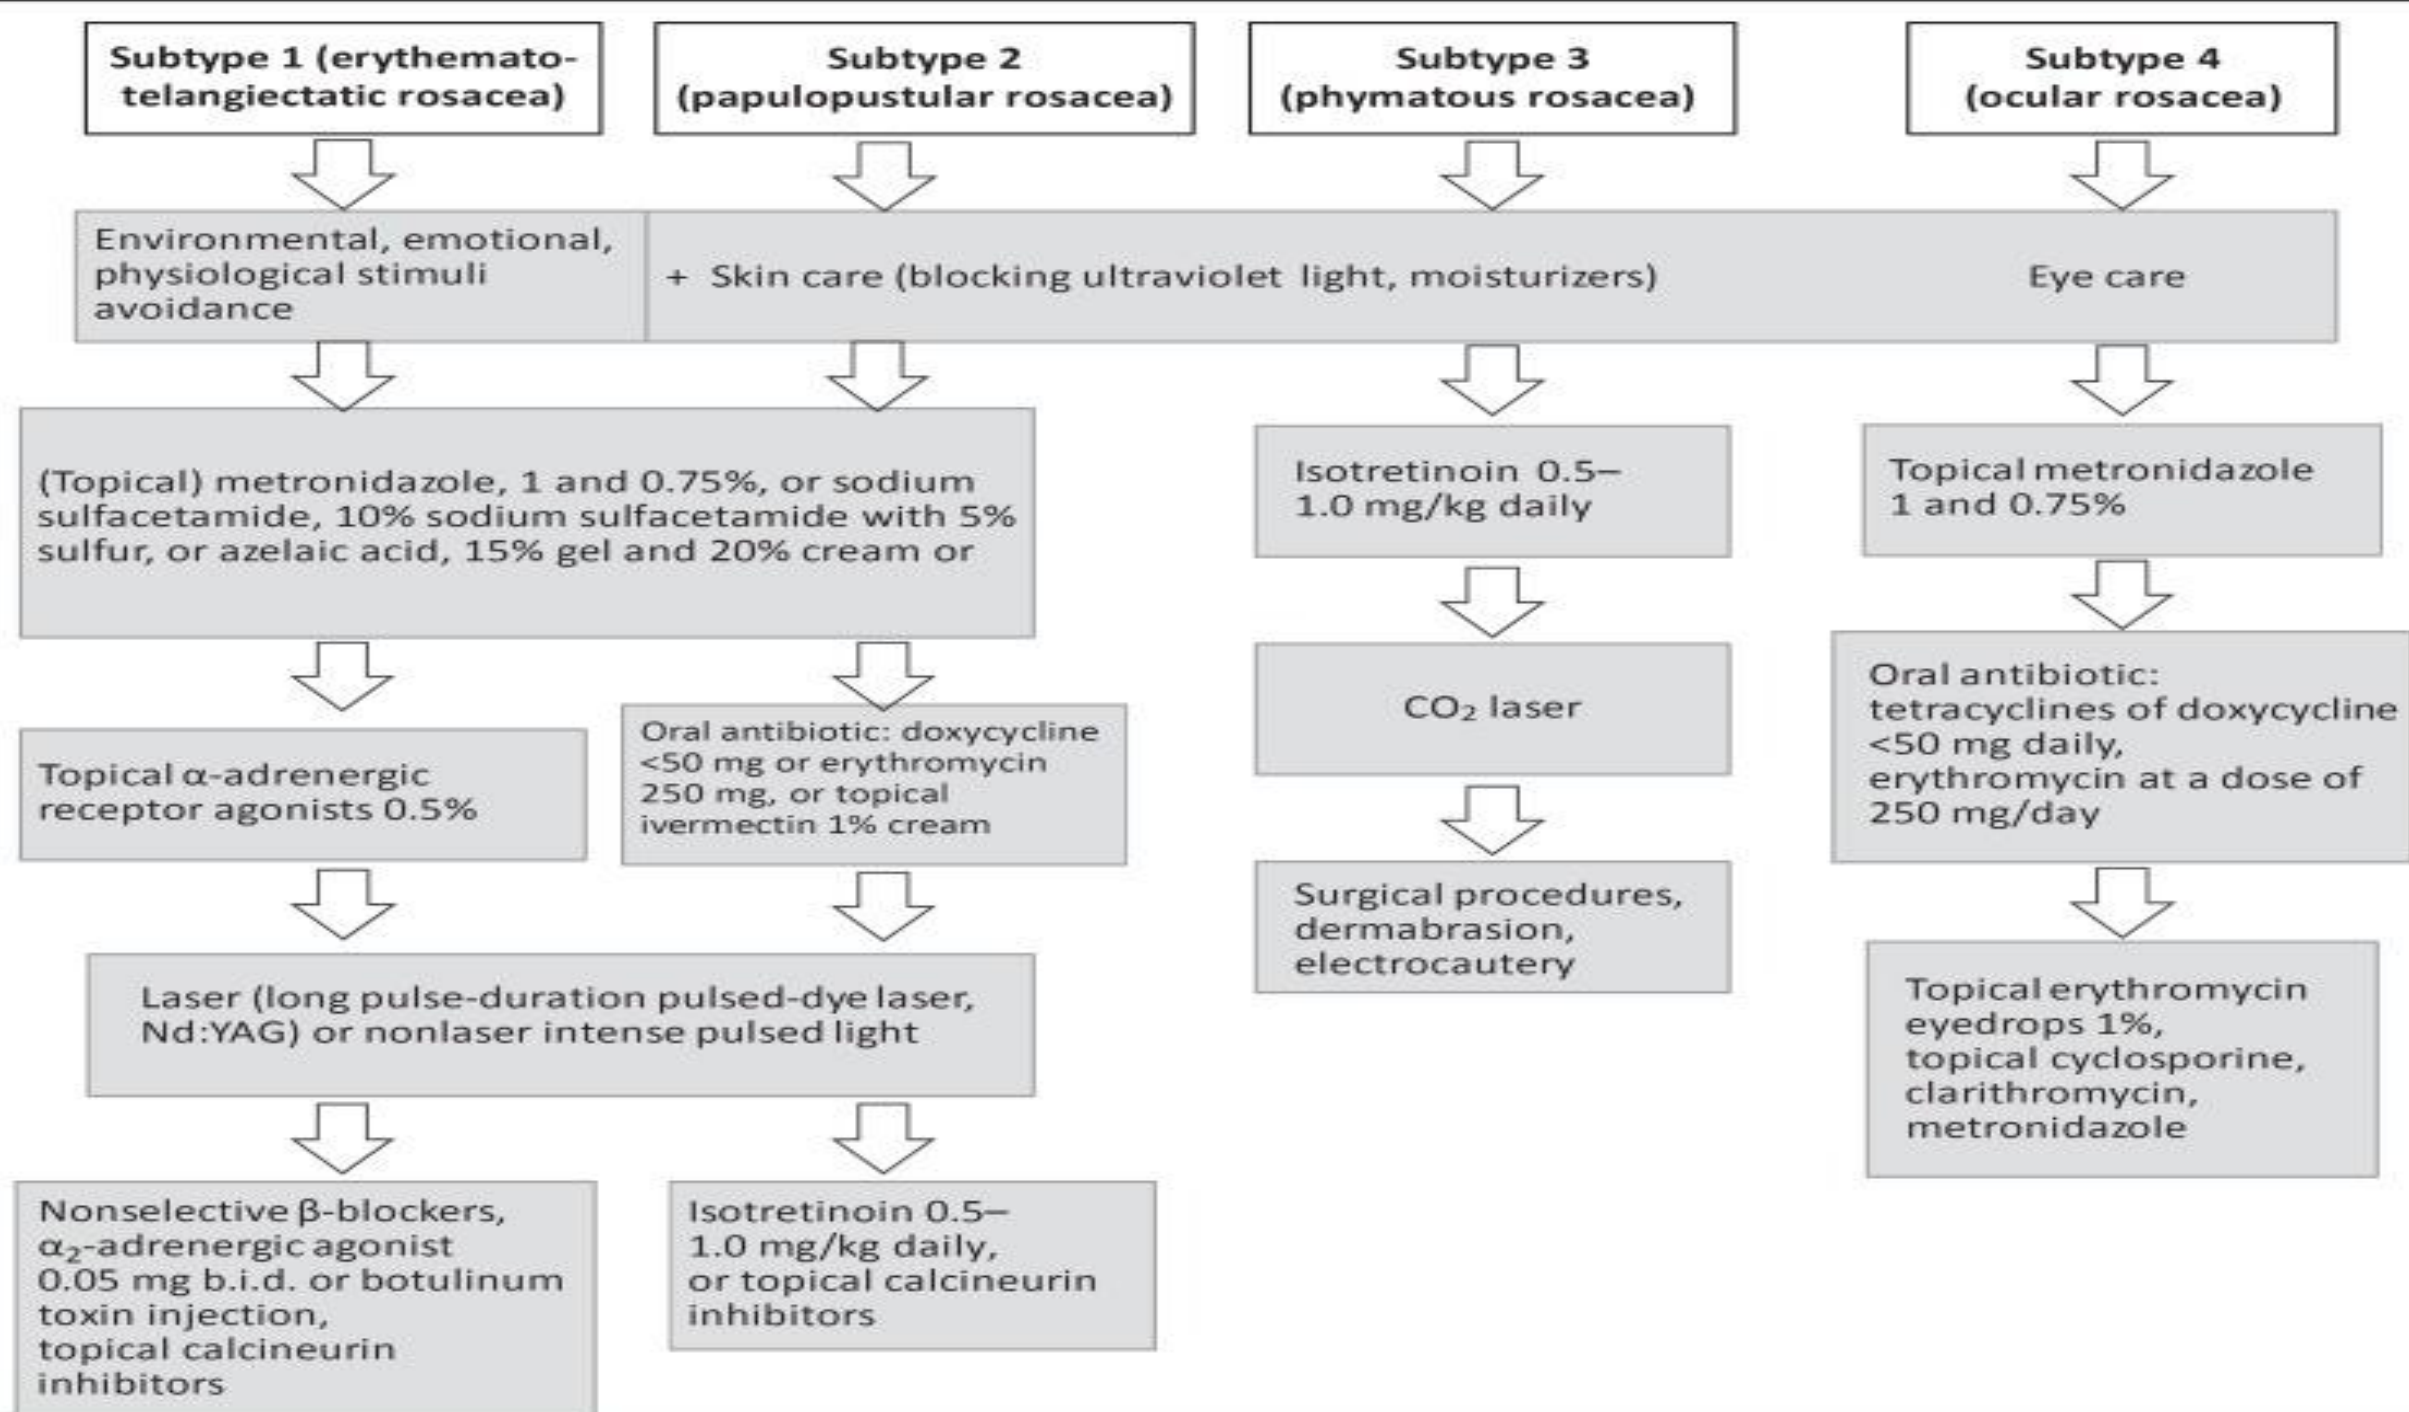 Subtype 1 (erythemato-
telangiectatic rosacea)
Subtype 2
(papulopustular rosacea)
Subtype 3
(phymatous rosacea)
Subtype 4
(ocular rosacea)
Environmental, emotional,
physiological stimuli
avoidance
+ Skin care (blocking ultraviolet light, moisturizers)
Eye care
(Topical) metronidazole, 1 and 0.75%, or sodium
sulfacetamide, 10% sodium sulfacetamide with 5%
sulfur, or azelaic acid, 15% gel and 20% cream or
Isotretinoin 0.5–
1.0 mg/kg daily
Topical metronidazole
1 and 0.75%
Topical α-adrenergic
receptor agonists 0.5%
Oral antibiotic: doxycycline
<50 mg or erythromycin
250 mg, or topical
ivermectin 1% cream
CO₂ laser
Oral antibiotic:
tetracyclines of doxycycline
<50 mg daily,
erythromycin at a dose of
250 mg/day
Laser (long pulse-duration pulsed-dye laser,
Nd:YAG) or nonlaser intense pulsed light
Surgical procedures,
dermabrasion,
electrocautery
Topical erythromycin
eyedrops 1%,
topical cyclosporine,
clarithromycin,
metronidazole
Nonselective β-blockers,
α₂-adrenergic agonist
0.05 mg b.i.d. or botulinum
toxin injection,
topical calcineurin
inhibitors
Isotretinoin 0.5–
1.0 mg/kg daily,
or topical calcineurin
inhibitors